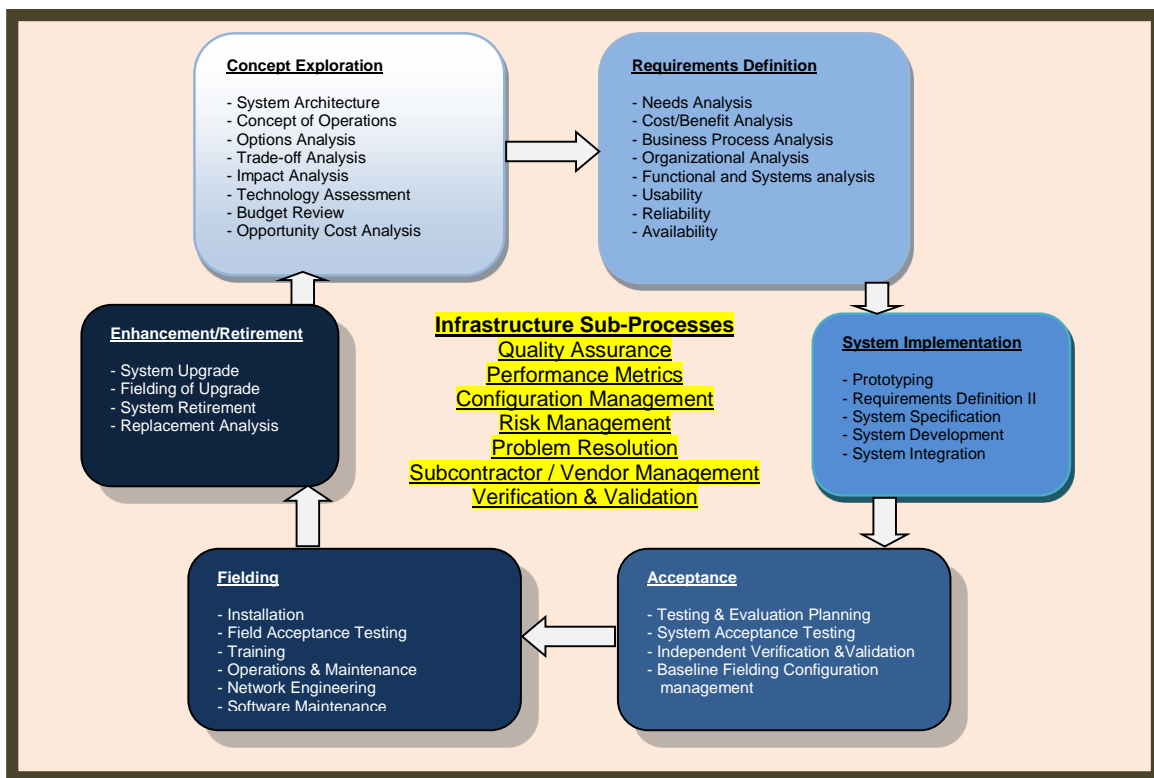 Concept Exploration
- System Architecture
- Concept of Operations
- Options Analysis
- Trade-off Analysis
- Impact Analysis
- Technology Assessment
- Budget Review
- Opportunity Cost Analysis
Requirements Definition
- Needs Analysis
- Cost/Benefit Analysis
- Business Process Analysis
- Organizational Analysis
- Functional and Systems analysis
- Usability
- Reliability
- Availability
Enhancement/Retirement
- System Upgrade
- Fielding of Upgrade
- System Retirement
- Replacement Analysis
Infrastructure Sub-Processes
Quality Assurance
Performance Metrics
Configuration Management
Risk Management
Problem Resolution
Subcontractor / Vendor Management
Verification & Validation
System Implementation
- Prototyping
- Requirements Definition II
- System Specification
- System Development
- System Integration
Fielding
- Installation
- Field Acceptance Testing
- Training
- Operations & Maintenance
- Network Engineering
- Software Maintenance
Acceptance
- Testing & Evaluation Planning
- System Acceptance Testing
- Independent Verification &Validation
- Baseline Fielding Configuration
management